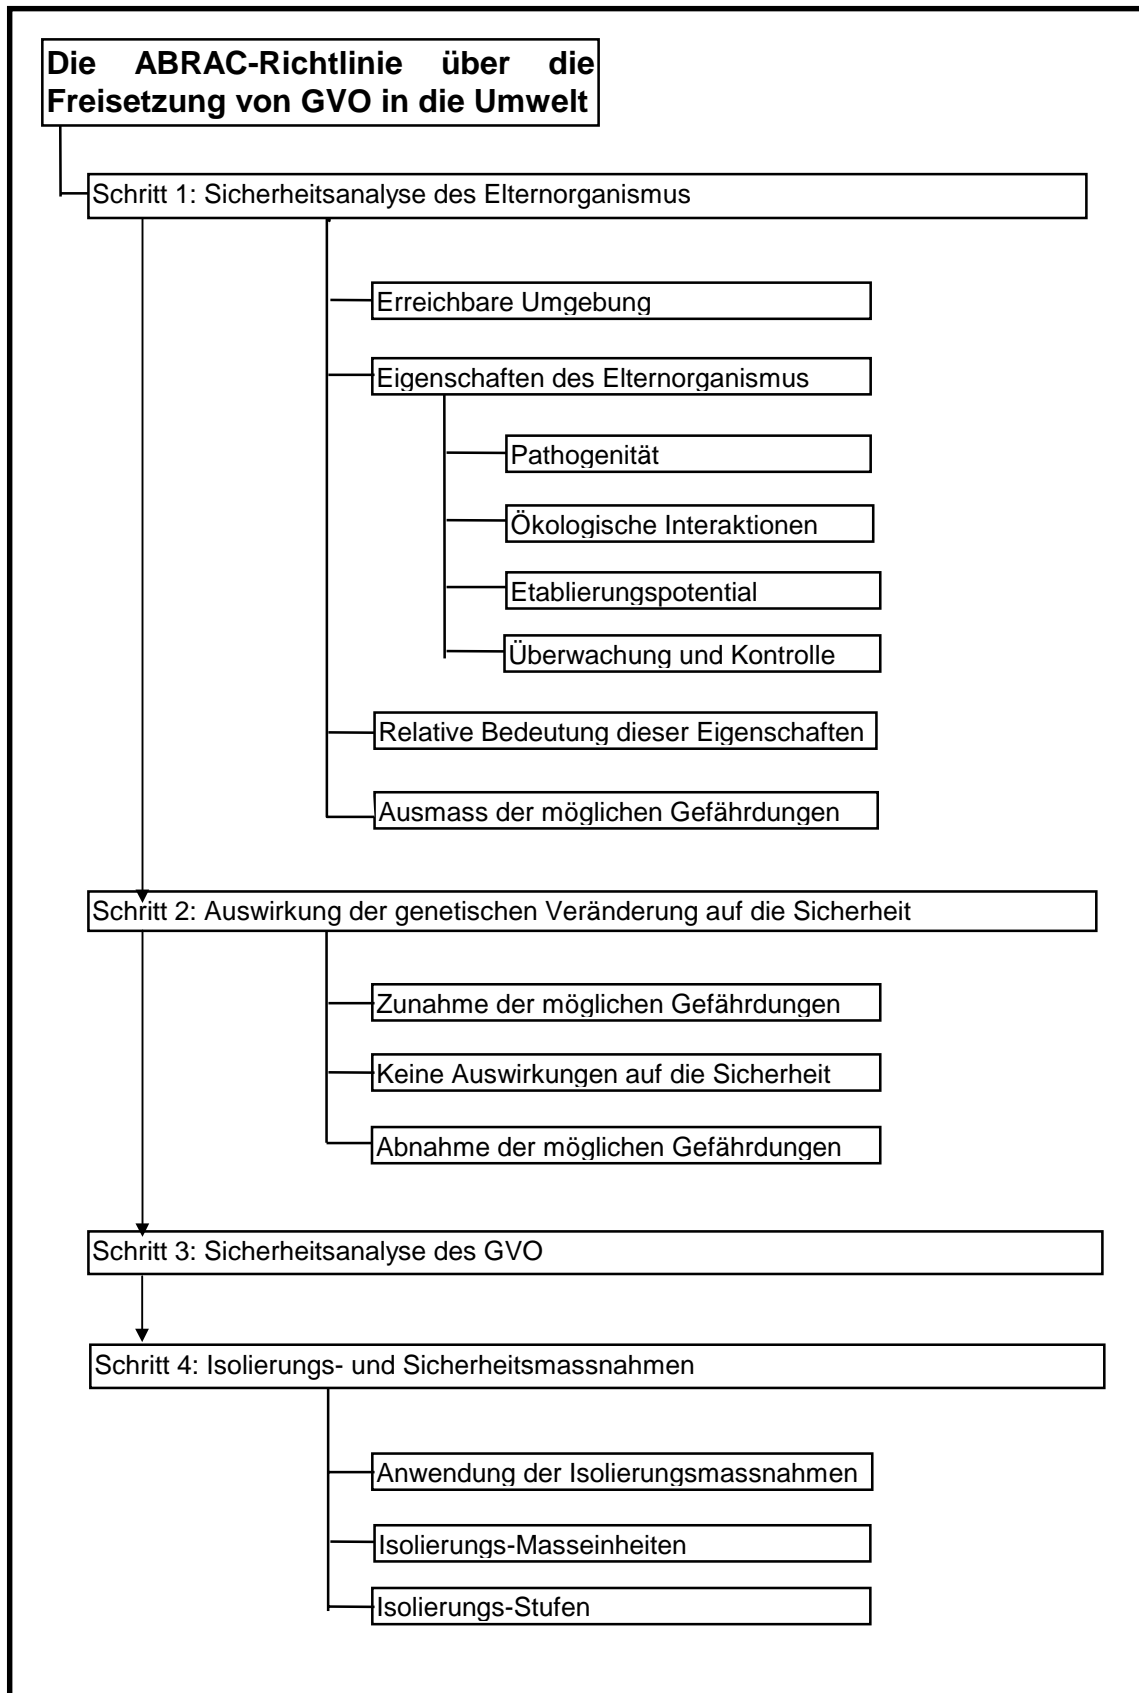 Die ABRAC-Richtlinie über die
Freisetzung von GVO in die Umwelt
Schritt 1: Sicherheitsanalyse des Elternorganismus
Erreichbare Umgebung
Eigenschaften des Elternorganismus
Pathogenität
Ökologische Interaktionen
Etablierungspotential
Überwachung und Kontrolle
Relative Bedeutung dieser Eigenschaften
Ausmass der möglichen Gefährdungen
Schritt 2: Auswirkung der genetischen Veränderung auf die Sicherheit
Zunahme der möglichen Gefährdungen
Keine Auswirkungen auf die Sicherheit
Abnahme der möglichen Gefährdungen
Schritt 3: Sicherheitsanalyse des GVO
Schritt 4: Isolierungs- und Sicherheitsmassnahmen
Anwendung der Isolierungsmassnahmen
Isolierungs-Masseinheiten
Isolierungs-Stufen